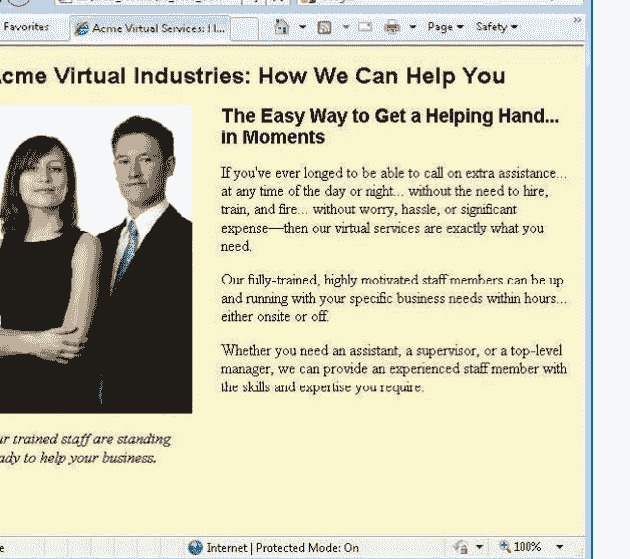 Favorites
Acme Virtual Services: I...
Page
Safety
cme Virtual Industries: How We Can Help You
The Easy Way to Get a Helping Hand...
in Moments
If you've ever longed to be able to call on extra assistance...
at any time of the day or night... without the need to hire,
train, and fire... without worry, hassle, or significant
expense—then our virtual services are exactly what you
need.
Our fully-trained, highly motivated staff members can be up
and running with your specific business needs within hours...
either onsite or off.
Whether you need an assistant, a supervisor, or a top-level
manager, we can provide an experienced staff member with
the skills and expertise you require.
ur trained staff are standing
ady to help your business.
Internet | Protected Mode: On
100%